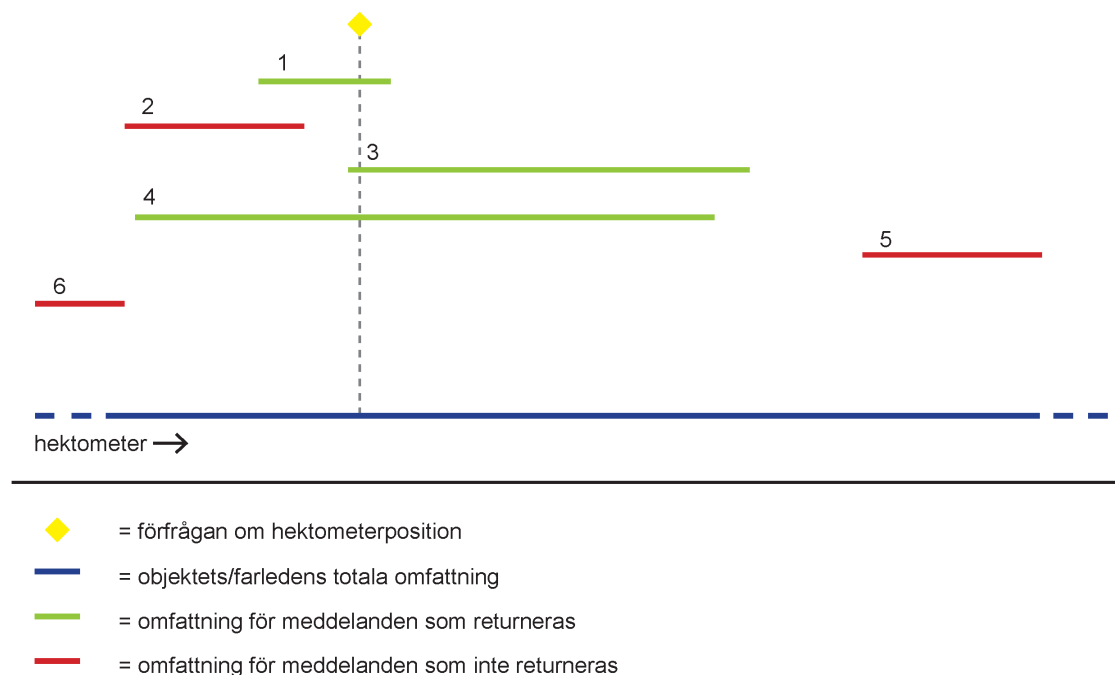 1
2
3
4
5
6
hektometer
= förfrågan om hektometerposition
= objektets/farledens totala omfattning
= omfattning för meddelanden som returneras
= omfattning för meddelanden som inte returneras